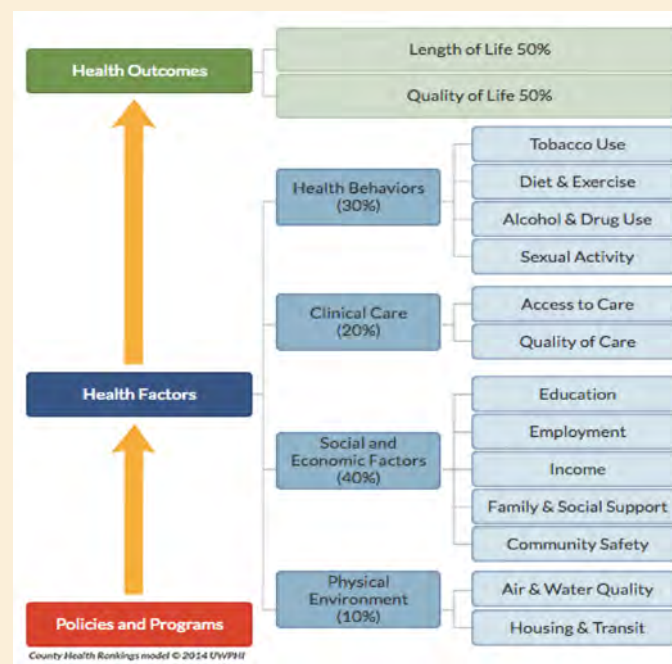 Health Outcomes
Length of Life 50%
Quality of Life 50%
Health Factors
Health Behaviors
(30%)
Tobacco Use
Diet & Exercise
Alcohol & Drug Use
Sexual Activity
Clinical Care
(20%)
Access to Care
Quality of Care
Social and
Economic Factors
(40%)
Education
Employment
Income
Family & Social Support
Community Safety
Physical
Environment
(10%)
Air & Water Quality
Housing & Transit
Policies and Programs
County Health Rankings model © 2014 UWPHI